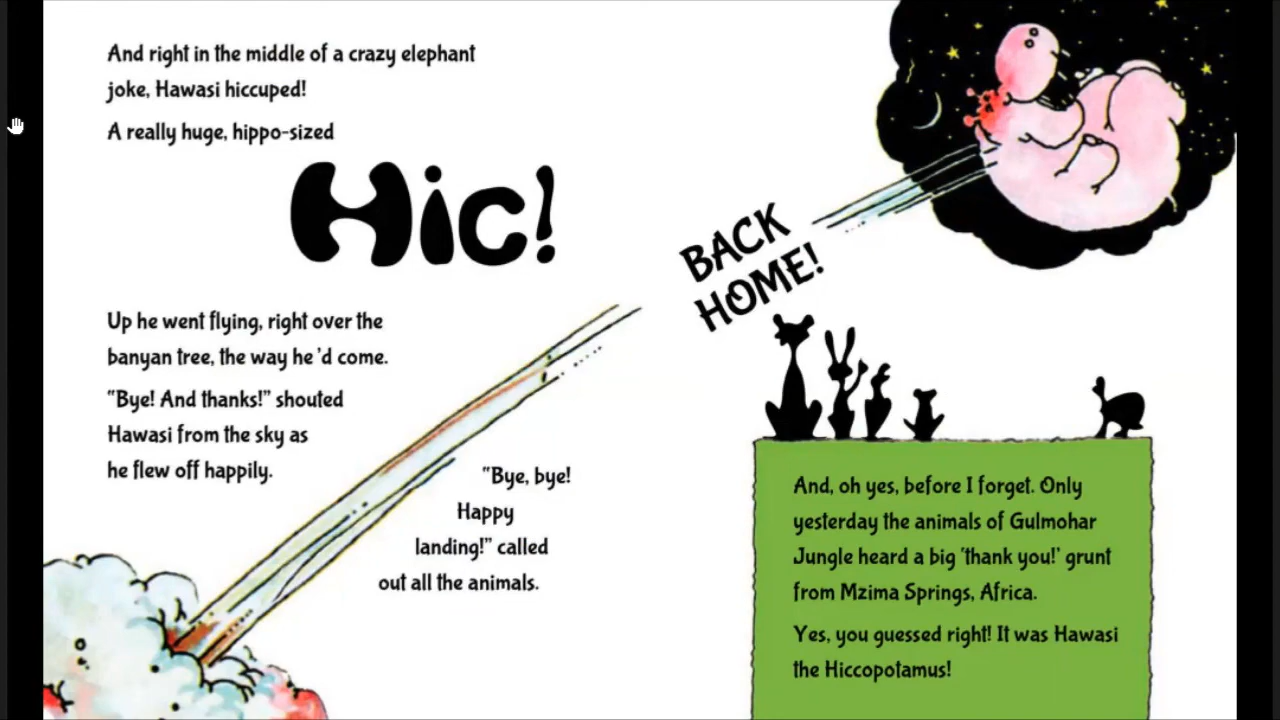 And right in the middle of a crazy elephant
joke, Hawasi hiccuped!
A really huge, hippo-sized
Hic!
Up he went flying, right over the
banyan tree, the way he'd come.
"Bye! And thanks!" shouted
Hawasi from the sky as
he flew off happily.
"Bye, bye!
Happy
landing!" called
out all the animals.
BACK
HOME!
And, oh yes, before I forget. Only
yesterday the animals of Gulmohar
Jungle heard a big 'thank you!' grunt
from Mzima Springs, Africa.
Yes, you guessed right! It was Hawasi
the Hiccopotamus!